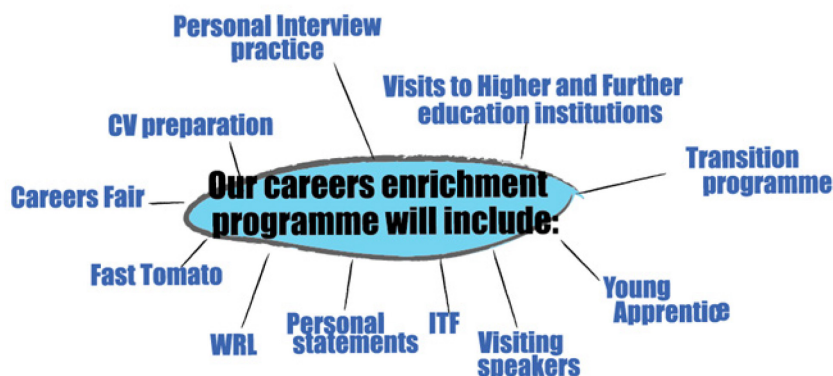 Personal Interview
practice
Visits to Higher and Further
education institutions
CV preparation
Transition
programme
Careers Fair
Our careers enrichment
programme will include:
Fast Tomato
Young
Apprentice
WRL
Personal
statements
ITF
Visiting
speakers